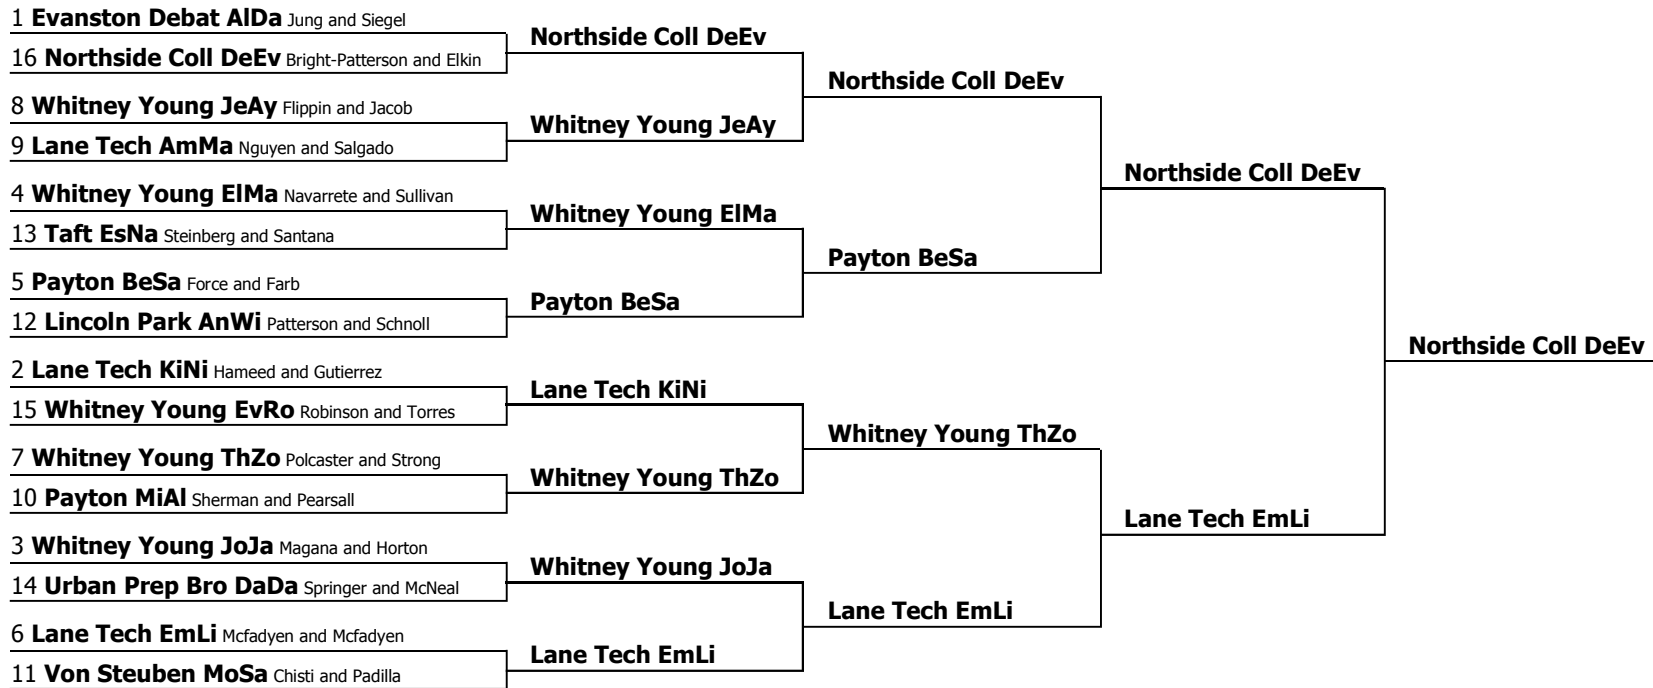 1 Evanston Debat AlDa Jung and Siegel
16 Northside Coll DeEv Bright-Patterson and Elkin
8 Whitney Young JeAy Flippin and Jacob
9 Lane Tech AmMa Nguyen and Salgado
4 Whitney Young ElMa Navarrete and Sullivan
13 Taft EsNa Steinberg and Santana
5 Payton BeSa Force and Farb
12 Lincoln Park AnWi Patterson and Schnoll
2 Lane Tech KiNi Hameed and Gutierrez
15 Whitney Young EvRo Robinson and Torres
7 Whitney Young ThZo Polcaster and Strong
10 Payton MiAl Sherman and Pearsall
3 Whitney Young JoJa Magana and Horton
14 Urban Prep Bro DaDa Springer and McNeal
6 Lane Tech EmLi Mcfadyen and Mcfadyen
11 Von Steuben MoSa Chisti and Padilla
Northside Coll DeEv
Whitney Young JeAy
Whitney Young ElMa
Payton BeSa
Lane Tech KiNi
Whitney Young ThZo
Whitney Young JoJa
Lane Tech EmLi
Northside Coll DeEv
Payton BeSa
Whitney Young ThZo
Lane Tech EmLi
Northside Coll DeEv
Lane Tech EmLi
Northside Coll DeEv